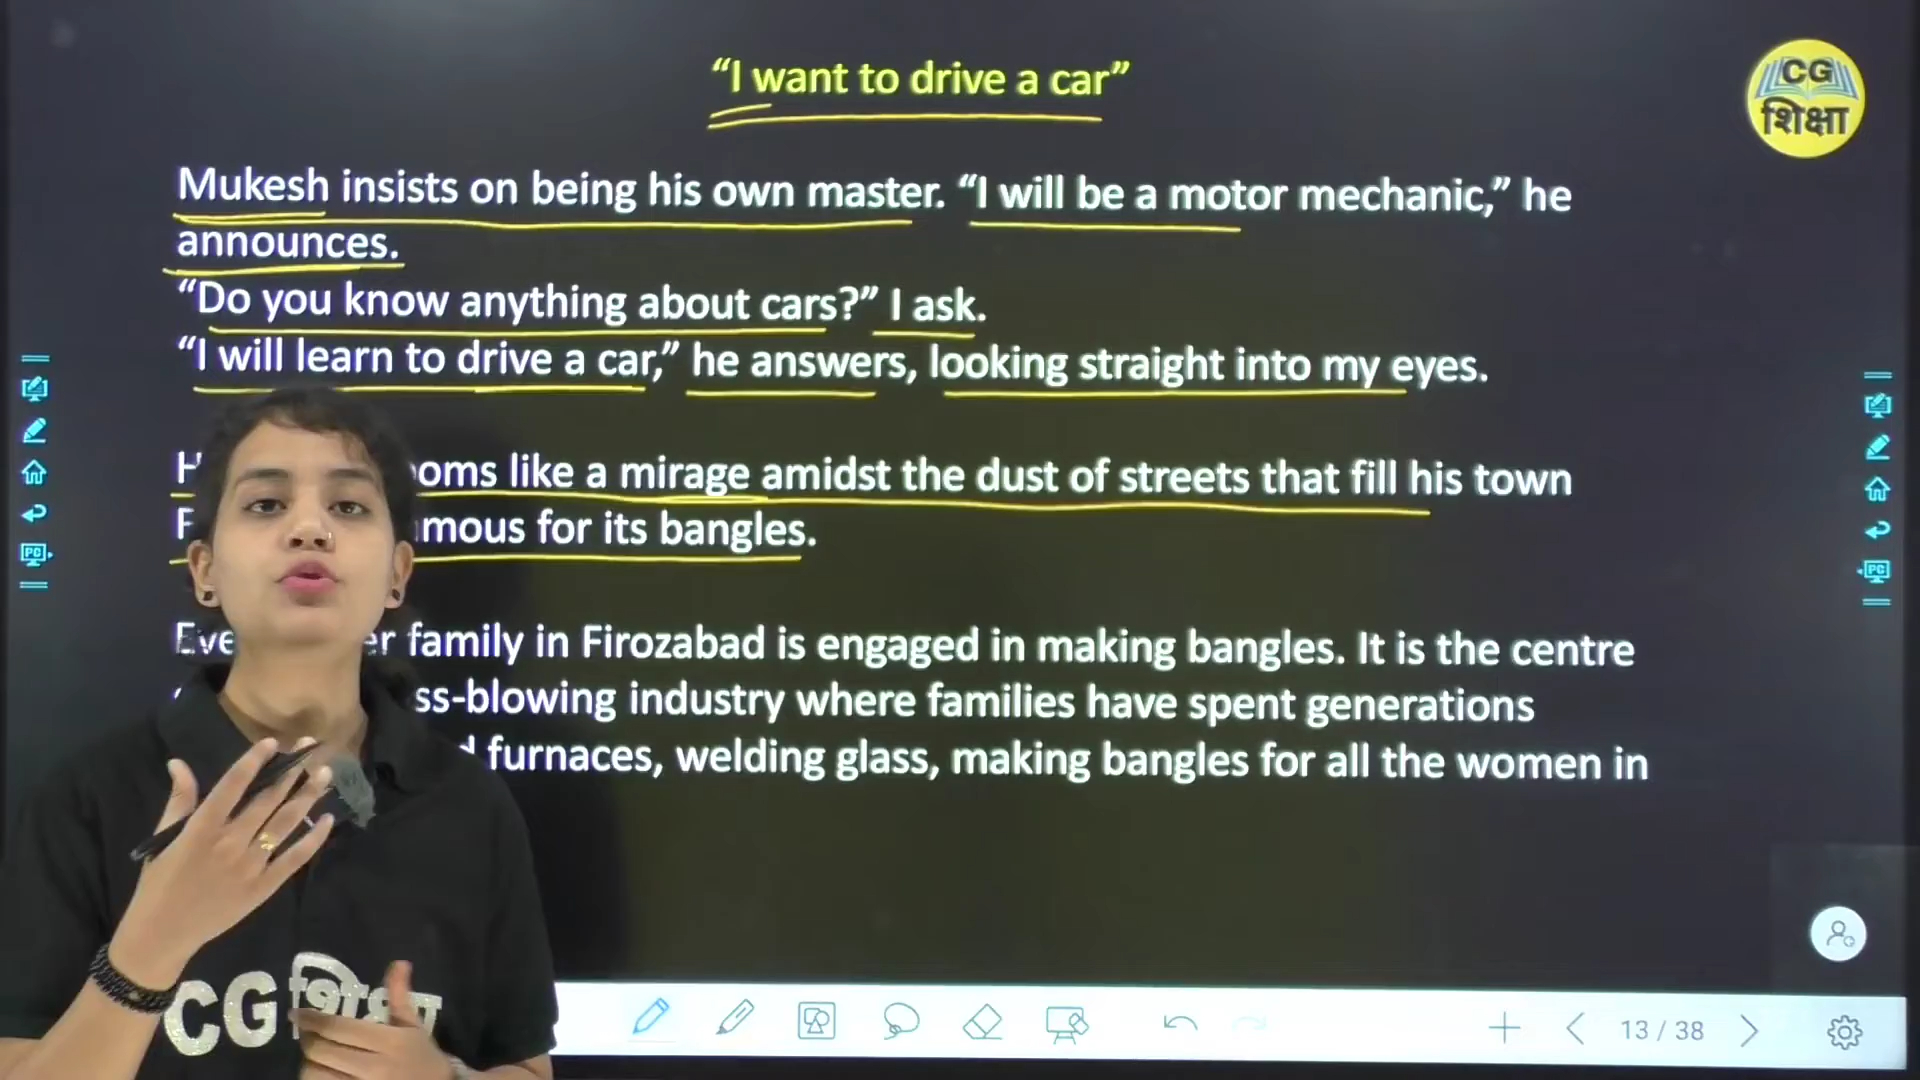 “I want to drive a car”
CG
शिक्षा
Mukesh insists on being his own master. “I will be a motor mechanic,” he
announces.
“Do you know anything about cars?” I ask.
“I will learn to drive a car,” he answers, looking straight into my eyes.
like a mirage amidst the dust of streets that fill his town
for its bangles.
family in Firozabad is engaged in making bangles. It is the centre
-blowing industry where families have spent generations
furnaces, welding glass, making bangles for all the women in
PC
PC
CG
13 / 38